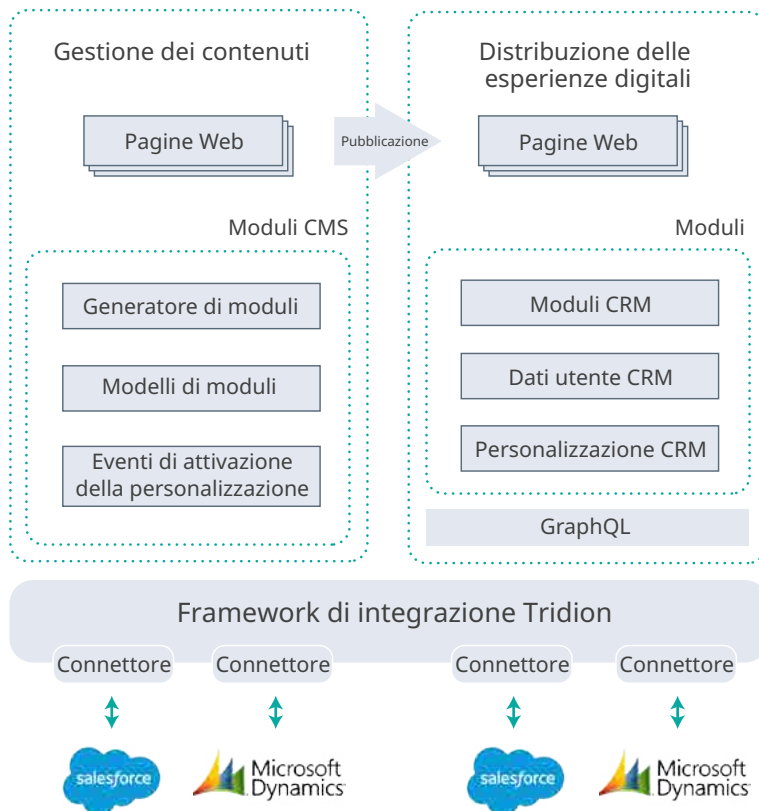 Gestione dei contenuti
Pagine Web
Pubblicazione
Distribuzione delle
esperienze digitali
Pagine Web
Moduli CMS
Generatore di moduli
Modelli di moduli
Eventi di attivazione
della personalizzazione
Moduli
Moduli CRM
Dati utente CRM
Personalizzazione CRM
GraphQL
Framework di integrazione Tridion
Connettore
Connettore
Connettore
Connettore
salesforce
Microsoft
Dynamics
salesforce
Microsoft
Dynamics